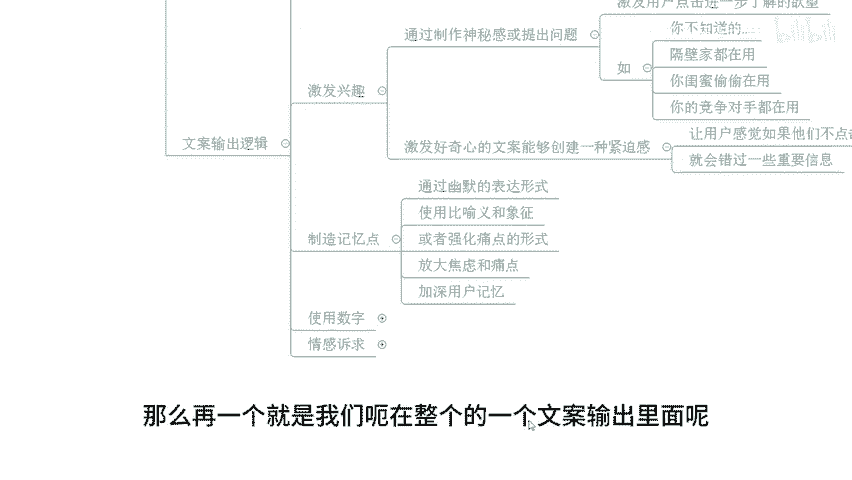 激发用户点击进一步了解的欲望
通过制作神秘感或提出问题
你不知道的...
bilibili
隔壁家都在用
如
你闺蜜偷偷在用
激发兴趣
你的竞争对手都在用
让用户感觉如果他们不点击
文案输出逻辑
激发好奇心的文案能够创建一种紧迫感
就会错过一些重要信息
通过幽默的表达形式
使用比喻义和象征
制造记忆点
或者强化痛点的形式
放大焦虑和痛点
加深用户记忆
使用数字
情感诉求
那么再一个就是我们呃在整个的一个文案输出里面呢